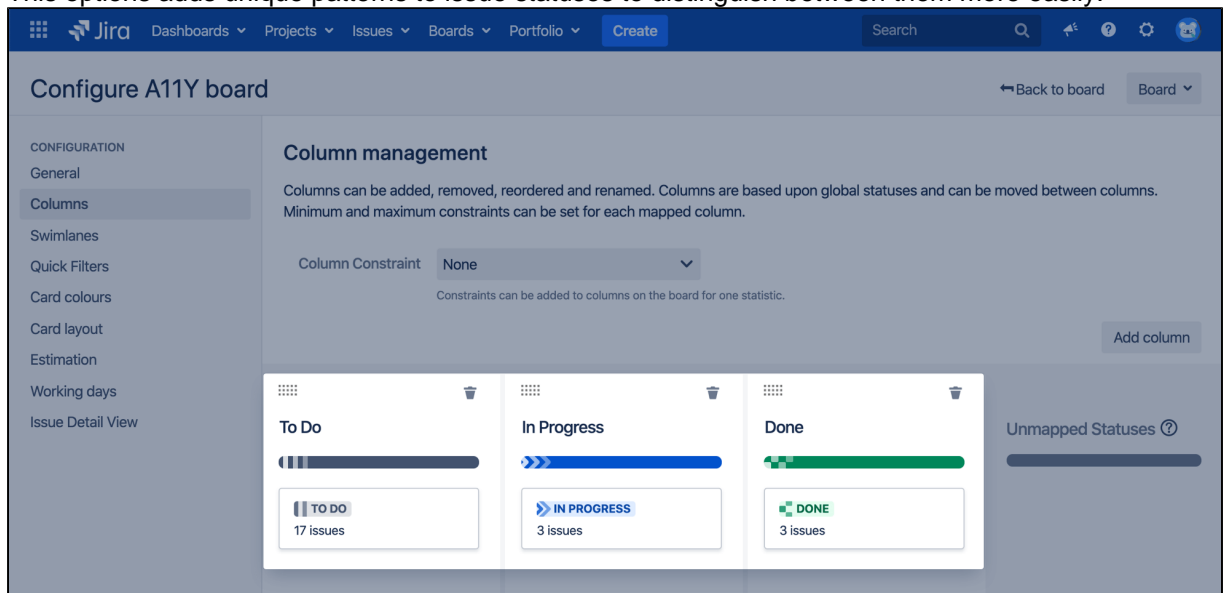 This options adds unique patterns to issue statuses to distinguish between them more easily.
Jira Dashboards Projects Issues Boards Portfolio Create Search
Configure A11Y board
Back to board Board
CONFIGURATION
General
Columns
Swimlanes
Quick Filters
Card colours
Card layout
Estimation
Working days
Issue Detail View
Column management
Columns can be added, removed, reordered and renamed. Columns are based upon global statuses and can be moved between columns.
Minimum and maximum constraints can be set for each mapped column.
Column Constraint None
Constraints can be added to columns on the board for one statistic.
Add column
To Do
TO DO
17 issues
In Progress
IN PROGRESS
3 issues
Done
DONE
3 issues
Unmapped Statuses ?